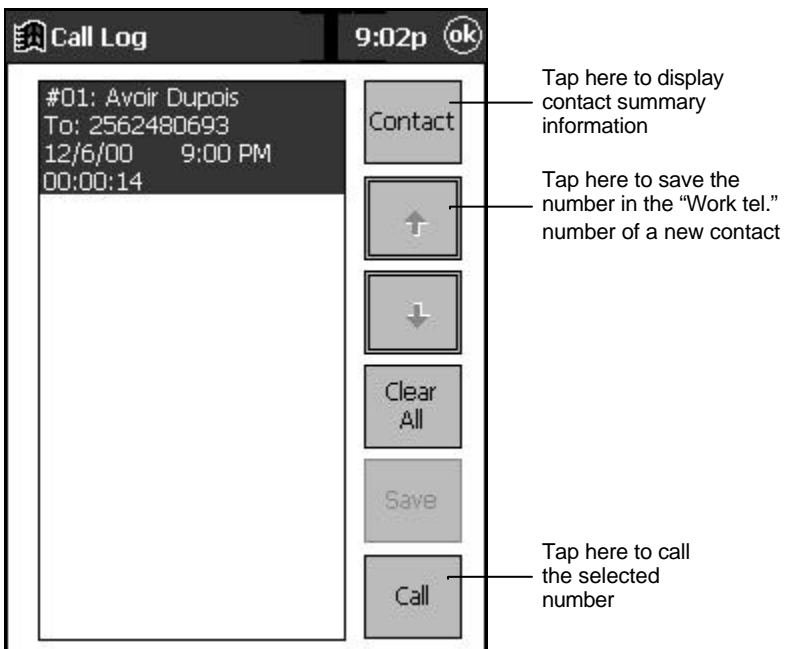 Call Log
9:02p ok
#01: Avoir Dupois
To: 2562480693
12/6/00 9:00 PM
00:00:14
Contact
Clear
All
Save
Call
Tap here to display
contact summary
information
Tap here to save the
number in the “Work tel.”
number of a new contact
Tap here to call
the selected
number